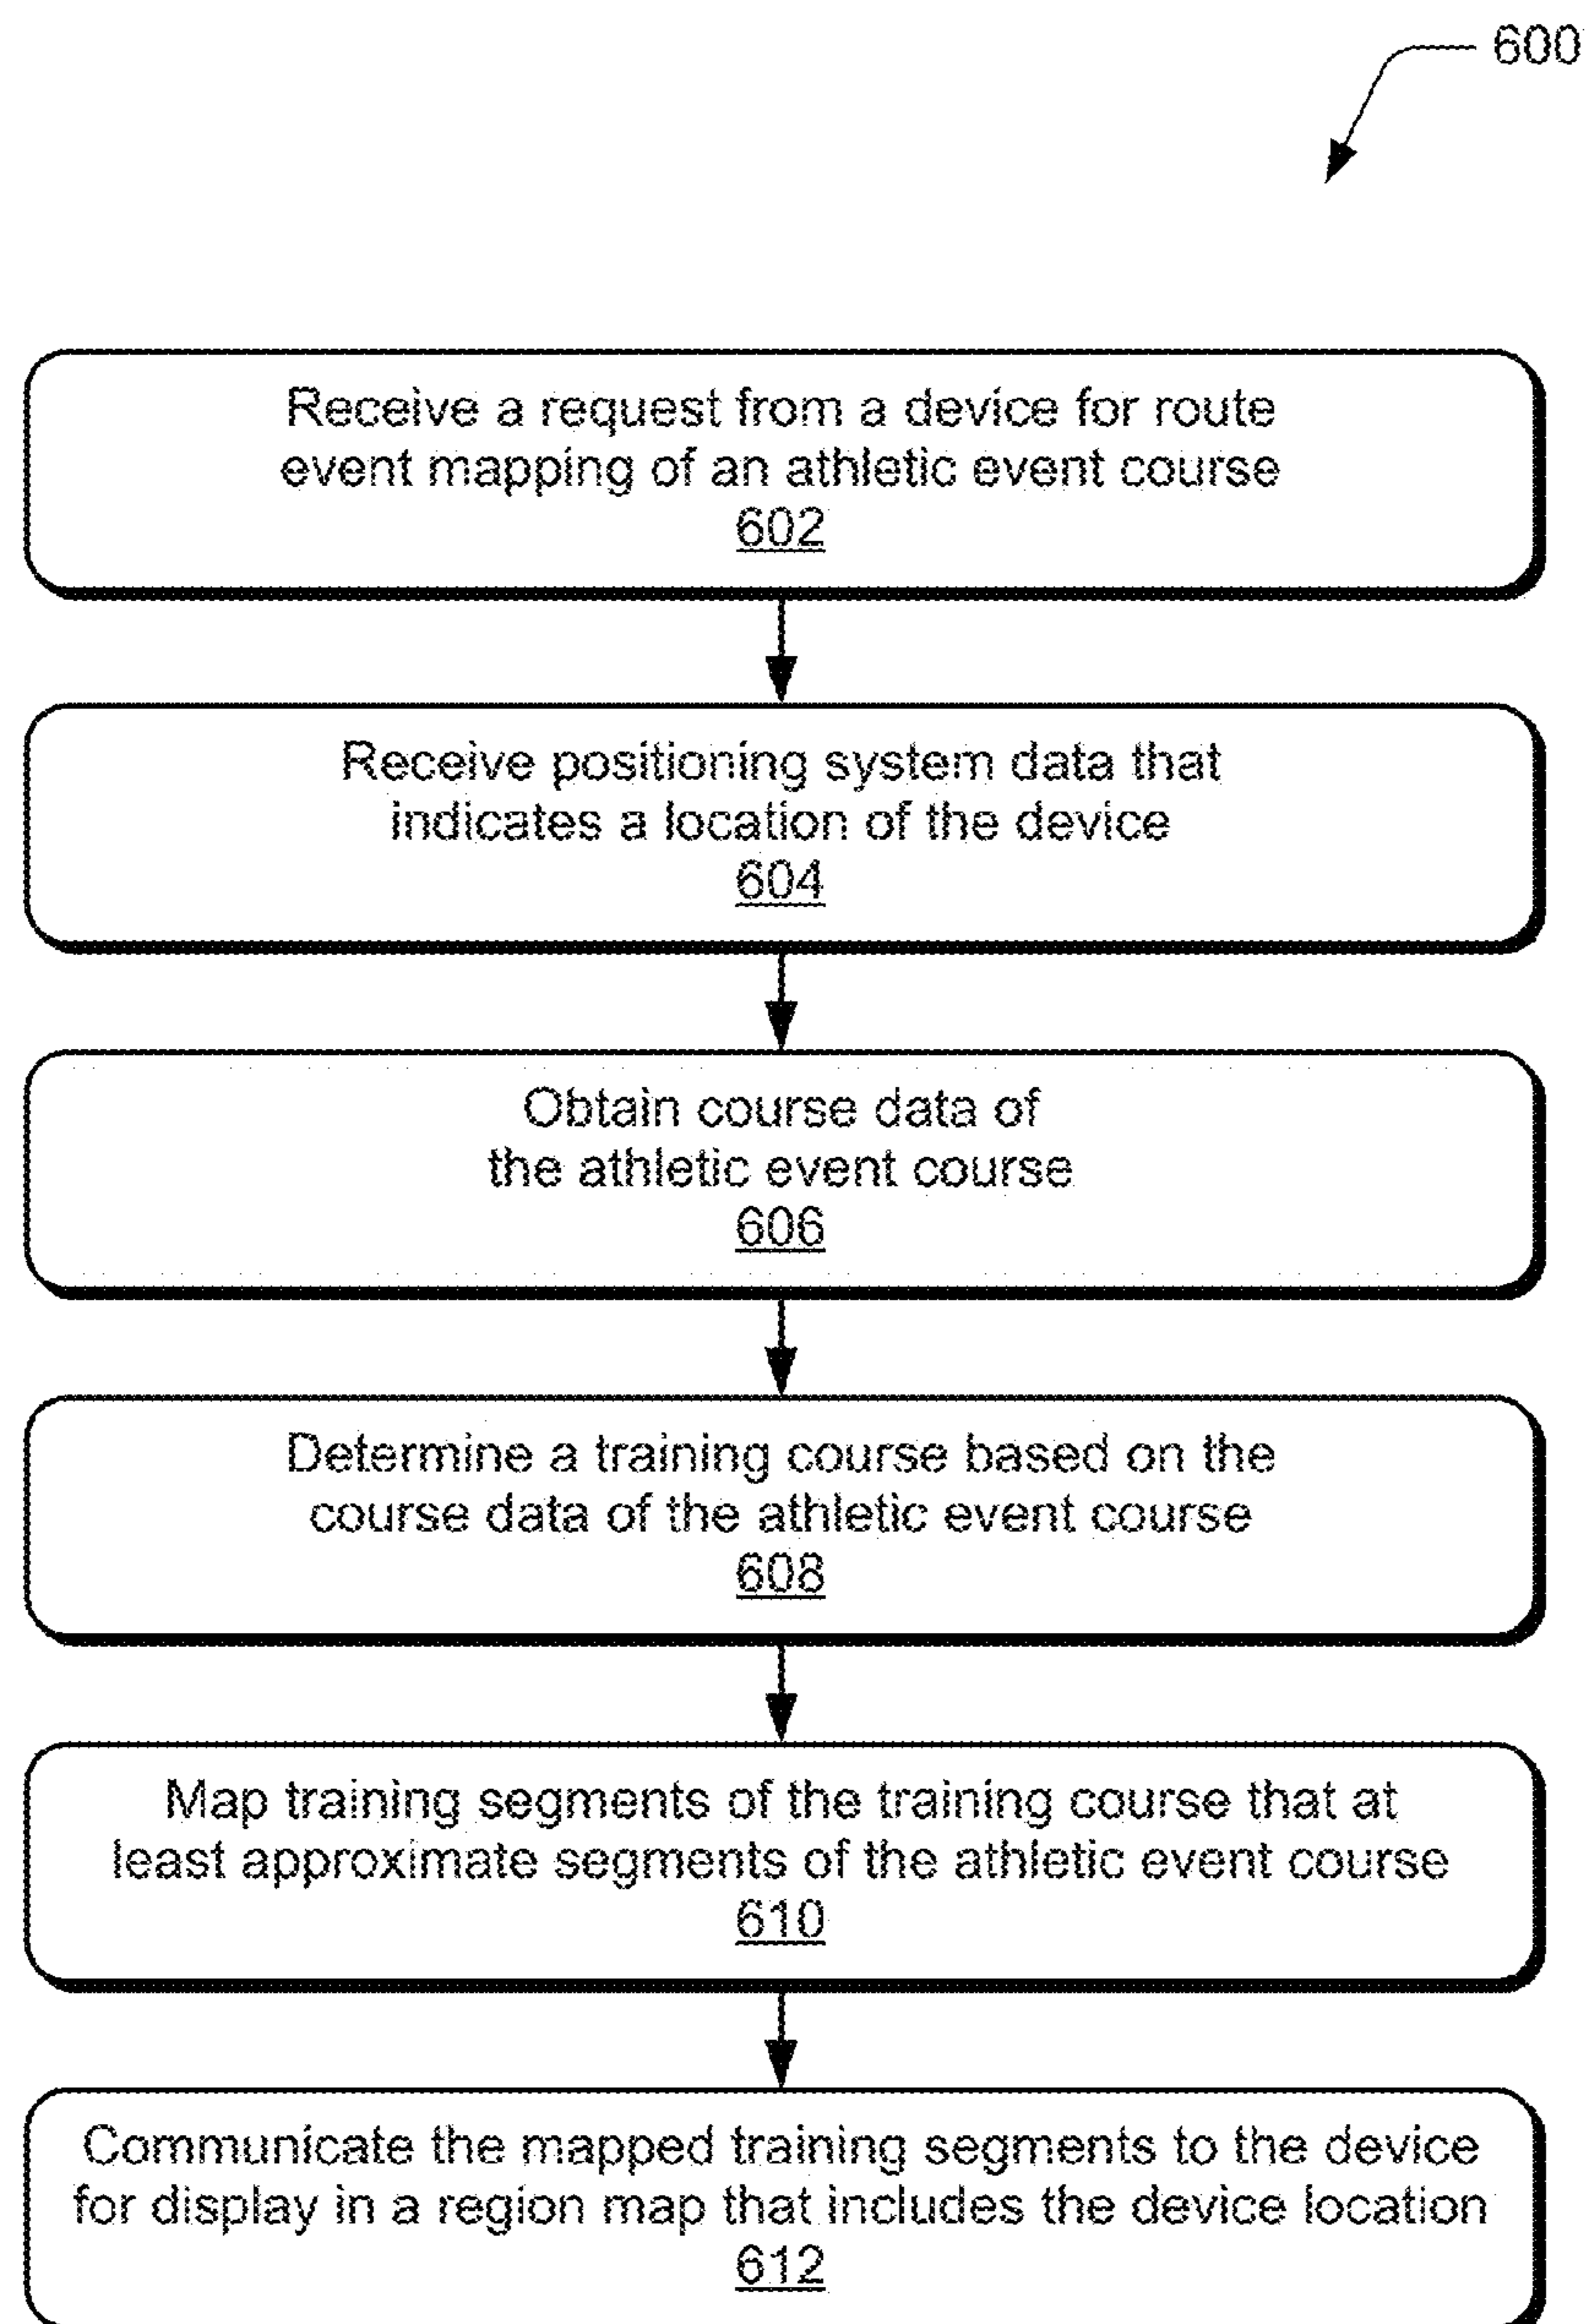 600
Receive a request from a device for route
event mapping of an athletic event course
602
Receive positioning system data that
indicates a location of the device
604
Obtain course data of
the athletic event course
606
Determine a training course based on the
course data of the athletic event course
608
Map training segments of the training course that at
least approximate segments of the athletic event course
610
Communicate the mapped training segments to the device
for display in a region map that includes the device location
612